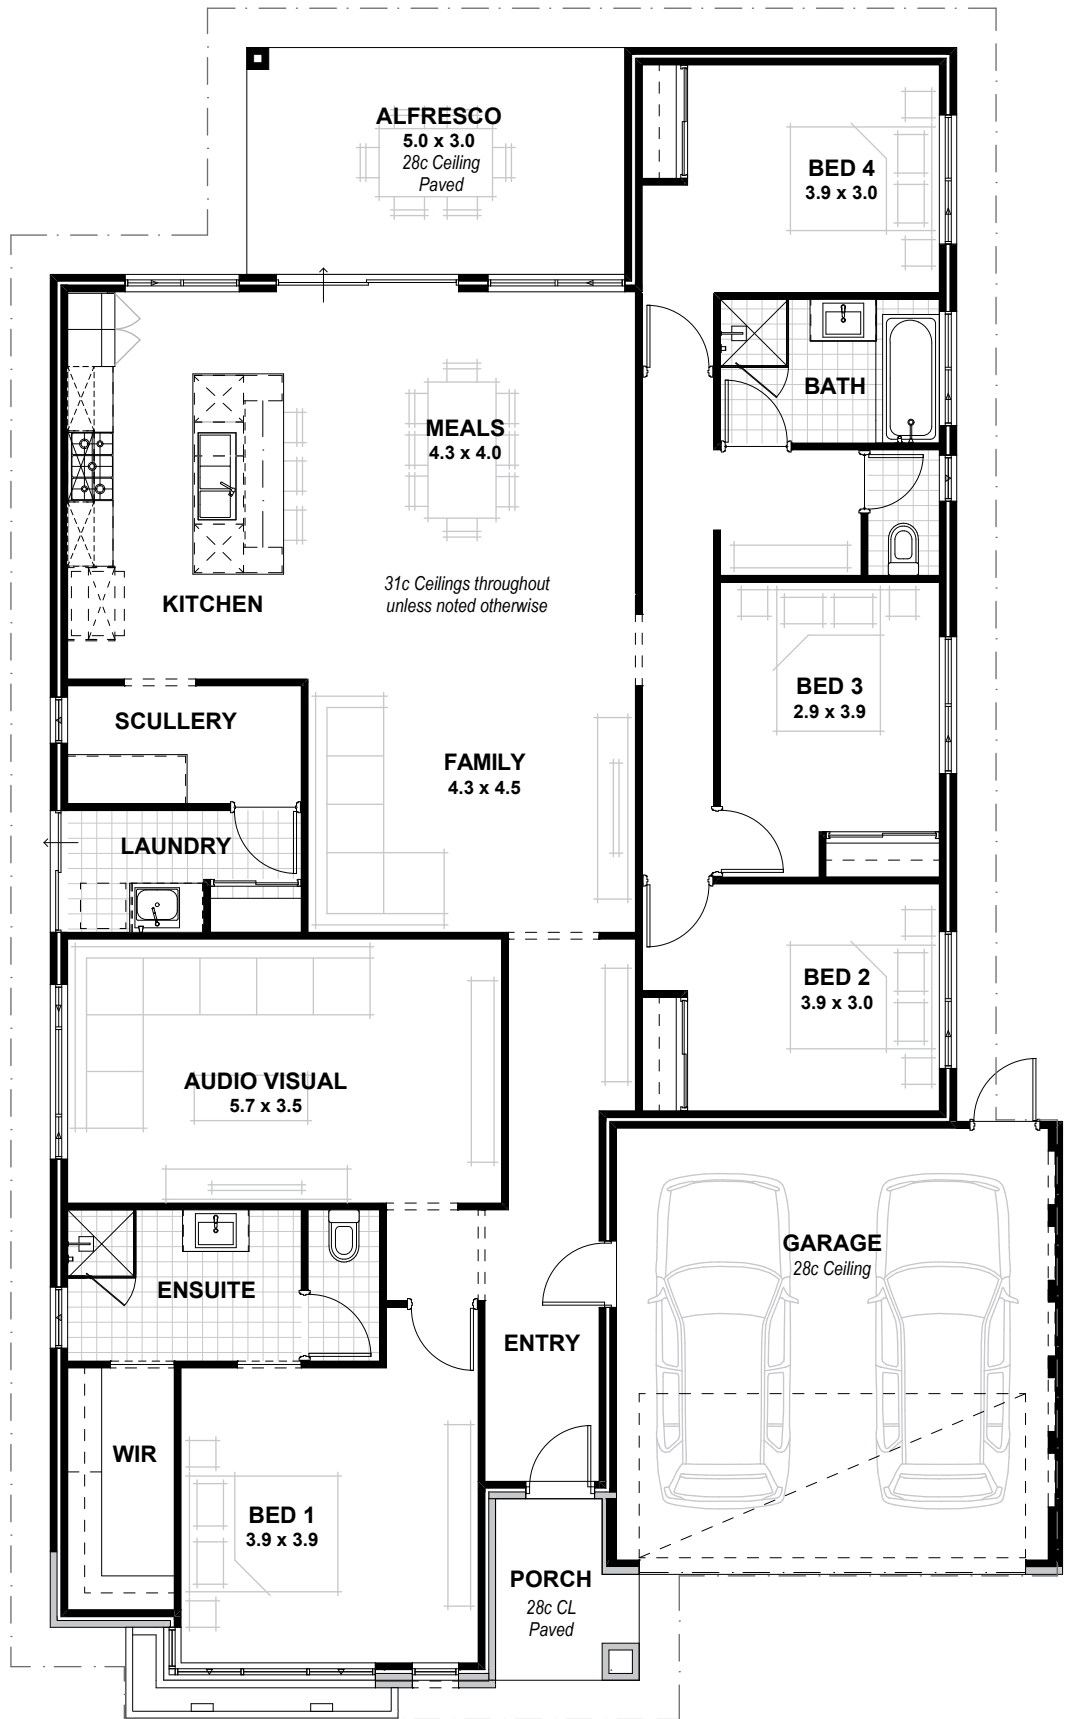 ALFRESCO
5.0 x 3.0
28c Ceiling
Paved
BED 4
3.9 x 3.0
BATH
MEALS
4.3 x 4.0
31c Ceilings throughout
unless noted otherwise
KITCHEN
BED 3
2.9 x 3.9
SCULLERY
FAMILY
4.3 x 4.5
LAUNDRY
BED 2
3.9 x 3.0
AUDIO VISUAL
5.7 x 3.5
GARAGE
28c Ceiling
ENSUITE
ENTRY
WIR
BED 1
3.9 x 3.9
PORCH
28c CL
Paved